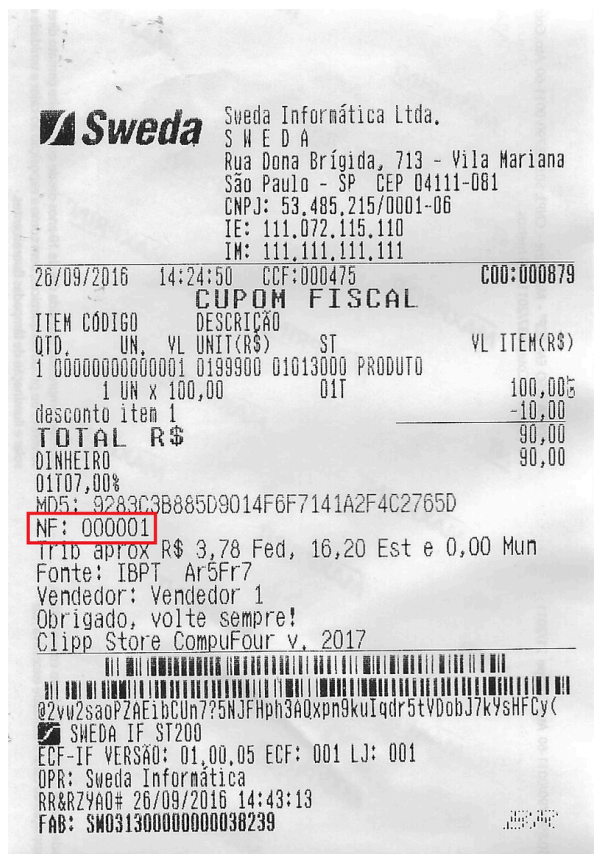 Sweda
Sweda Informática Ltda.
S W E D A
Rua Dona Brígida, 713 - Vila Mariana
São Paulo - SP CEP 04111-081
CNPJ: 53.485.215/0001-06
IE: 111.072.115.110
IM: 111.111.111.111
26/09/2016 14:24:50 CCF:000475 COO:000879
CUPOM FISCAL
ITEM CÓDIGO DESCRIÇÃO
QTD. UN. VL UNIT(R$) ST VL ITEM(R$)
1 00000000000001 0199900 01013000 PRODUTO
1 UN x 100,00 01T 100,00
desconto item 1 -10,00
TOTAL R$ 90,00
DINHEIRO 90,00
01T07,00%
MD5: 9283C3B885D9014F6F7141A2F4C2765D
NF: 000001
Trib aprox R$ 3,78 Fed, 16,20 Est e 0,00 Mun
Fonte: IBPT Ar5Fr7
Vendedor: Vendedor 1
Obrigado, volte sempre!
Clipp Store CompuFour v. 2017
@2vw2saoPZAEibCUn7?5NJFHph3AQxpn9kuIqdr5tVDobJ7kYsHFCy(
SWEDA IF ST200
ECF-IF VERSÃO: 01.00.05 ECF: 001 LJ: 001
OPR: Sweda Informática
RR&RZYAO# 26/09/2016 14:43:13
FAB: SW031300000000038239